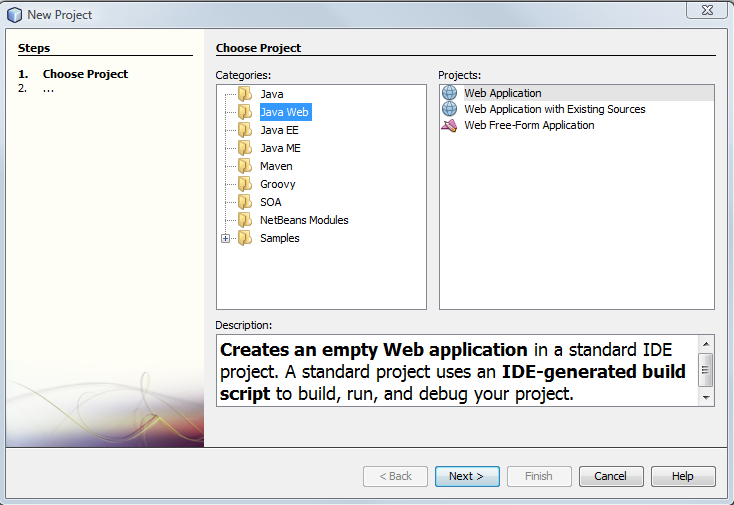 New Project
Steps
1. Choose Project
2. ...
Choose Project
Categories:
Java
Java Web
Java EE
Java ME
Maven
Groovy
SOA
NetBeans Modules
Samples
Projects:
Web Application
Web Application with Existing Sources
Web Free-Form Application
Description:
Creates an empty Web application in a standard IDE
project. A standard project uses an IDE-generated build
script to build, run, and debug your project.
< Back
Next >
Finish
Cancel
Help